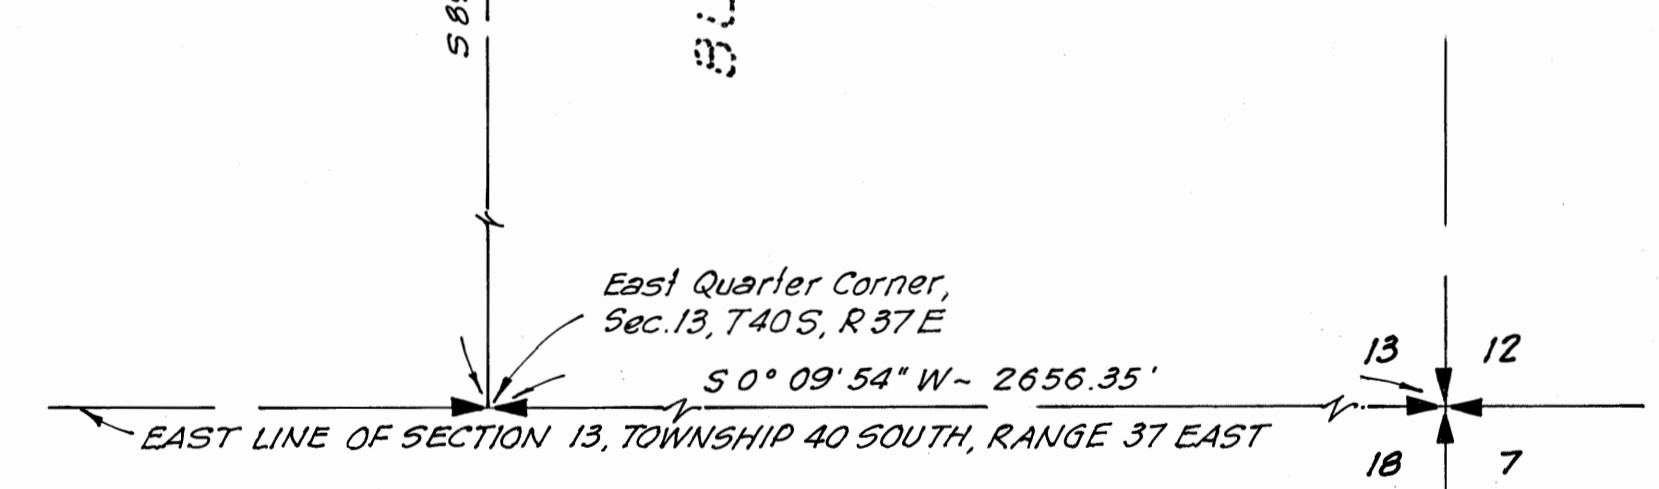 S 89
East Quarter Corner,
Sec. 13, T40S, R37E
S 0° 09' 54" W ~ 2656.35'
EAST LINE OF SECTION 13, TOWNSHIP 40 SOUTH, RANGE 37 EAST
13
12
18
7